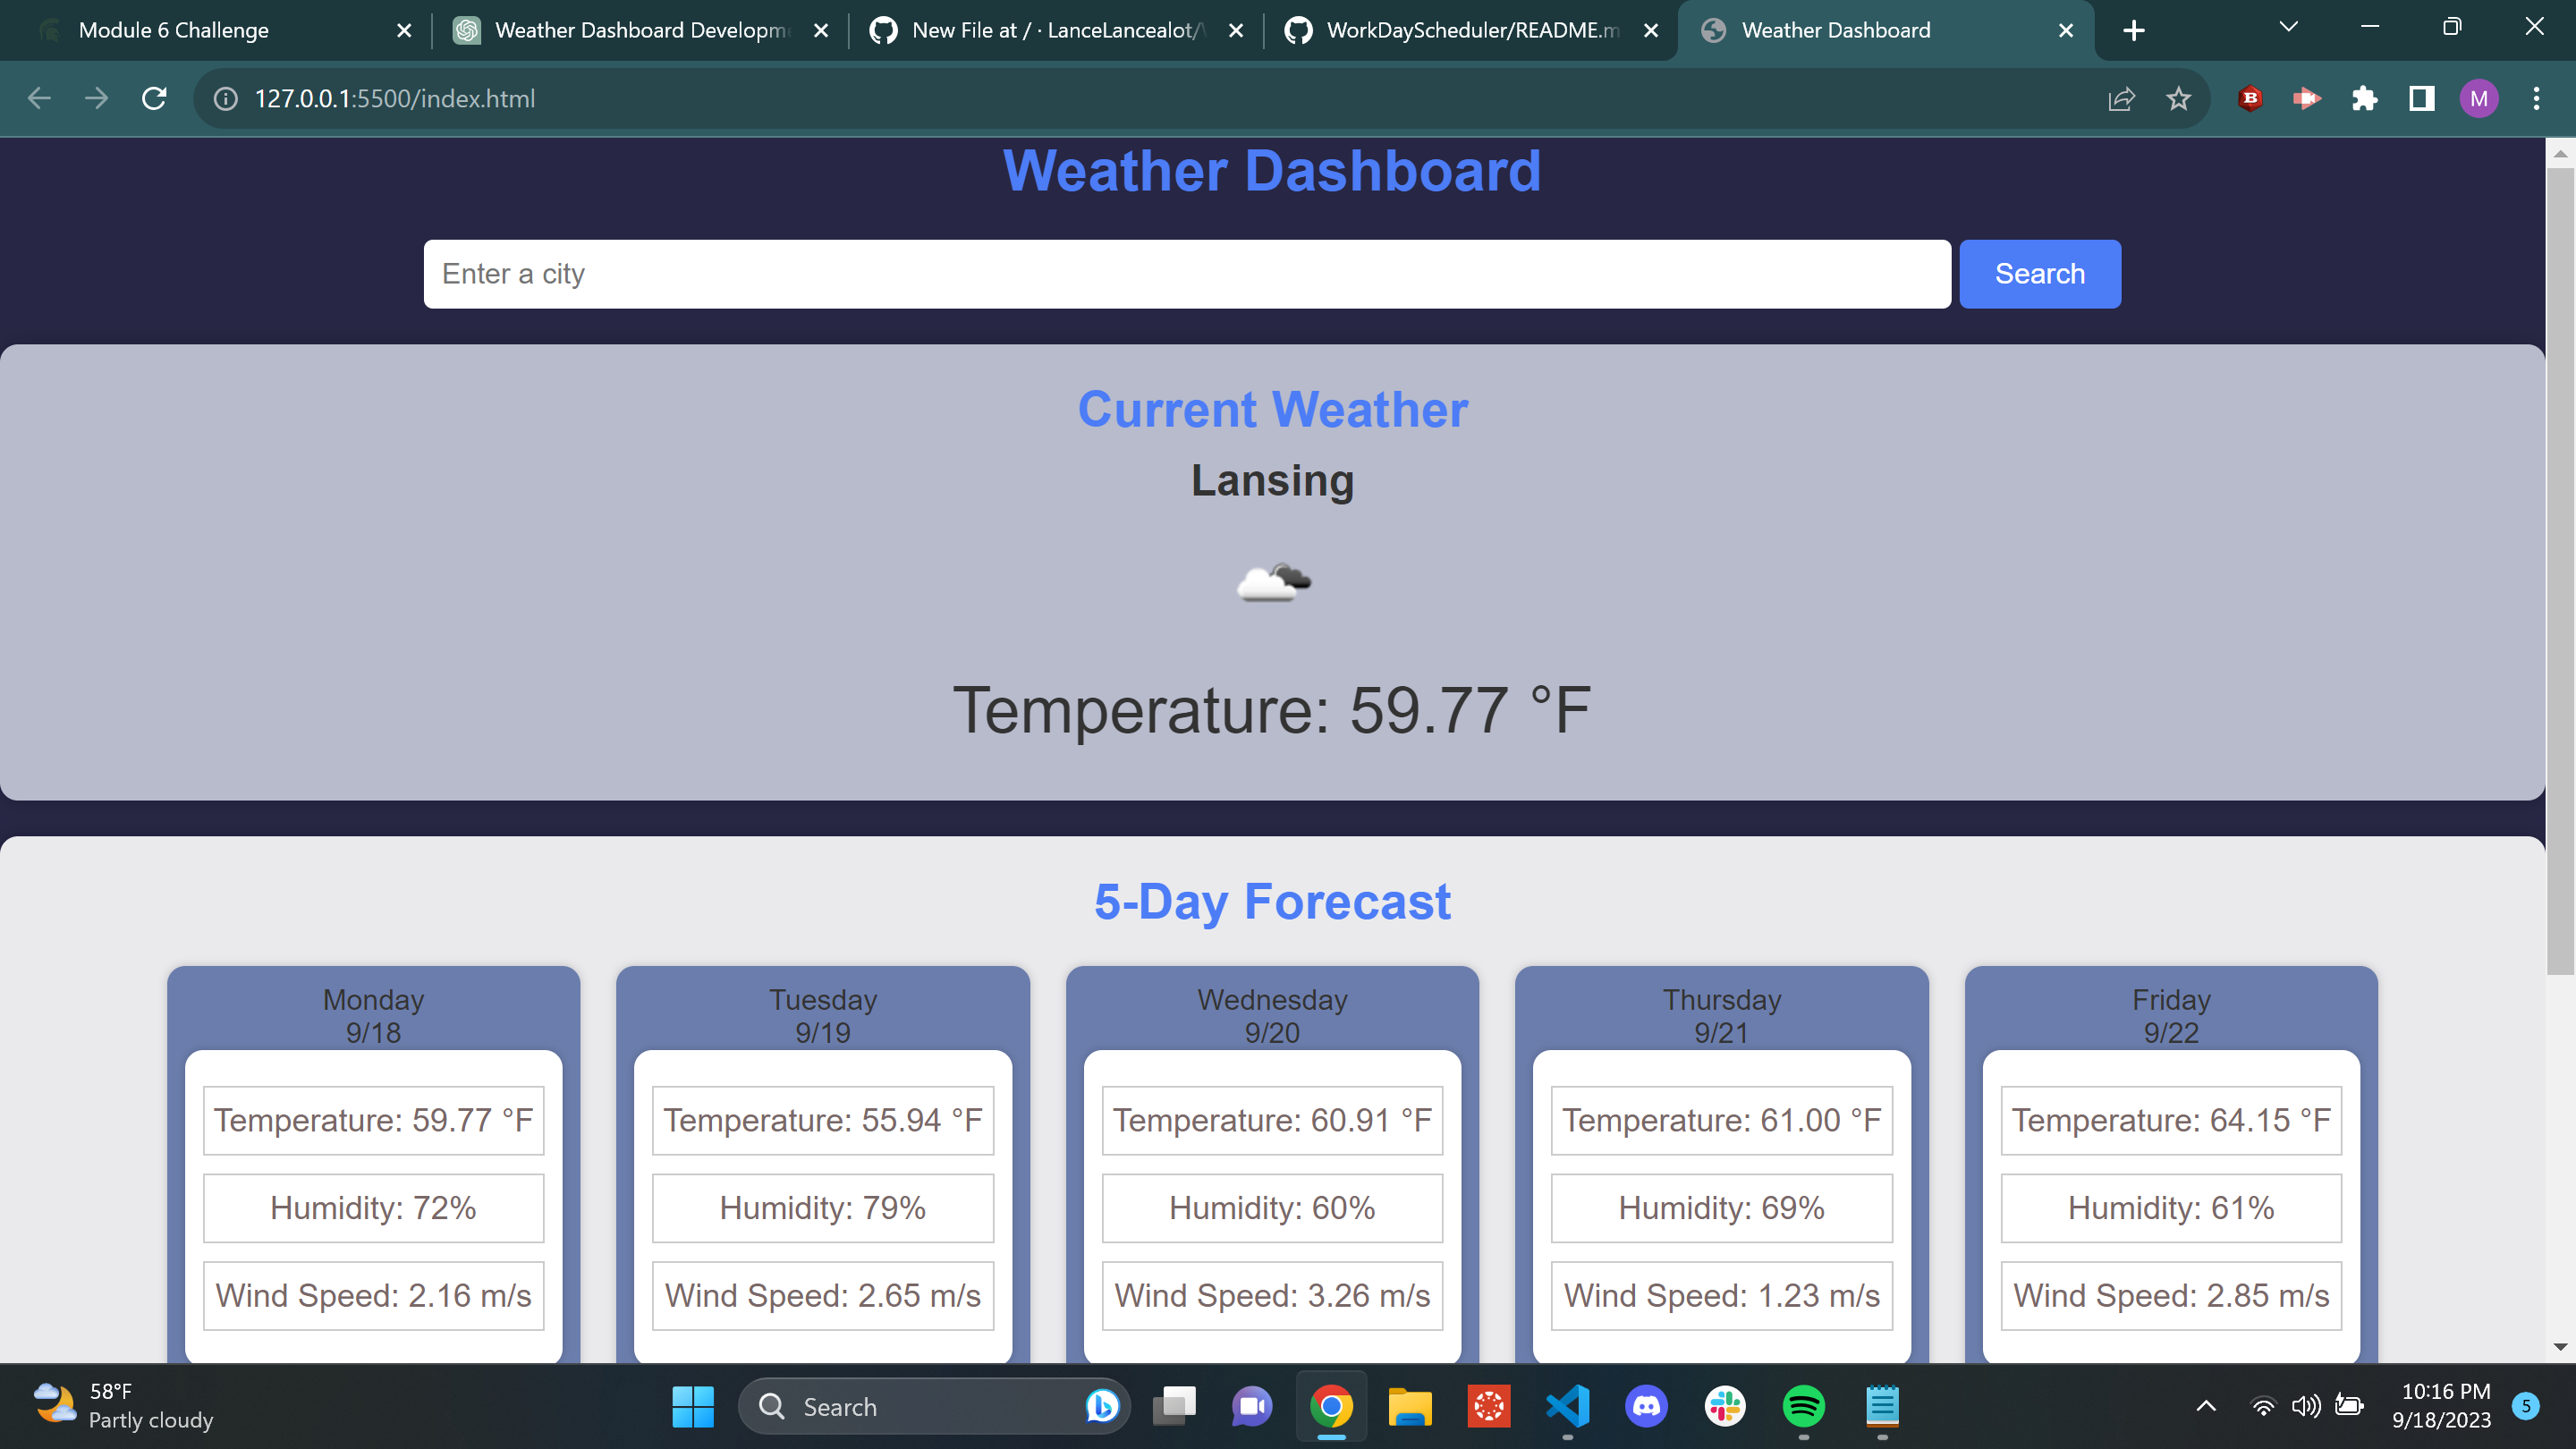 Module 6 Challenge
Weather Dashboard Developme
New File at / · LanceLancealot/
WorkDayScheduler/README.m
Weather Dashboard
127.0.0.1:5500/index.html
M
Weather Dashboard
Enter a city
Search
Current Weather
Lansing
Temperature: 59.77 °F
5-Day Forecast
Monday
9/18
Temperature: 59.77 °F
Humidity: 72%
Wind Speed: 2.16 m/s
Tuesday
9/19
Temperature: 55.94 °F
Humidity: 79%
Wind Speed: 2.65 m/s
Wednesday
9/20
Temperature: 60.91 °F
Humidity: 60%
Wind Speed: 3.26 m/s
Thursday
9/21
Temperature: 61.00 °F
Humidity: 69%
Wind Speed: 1.23 m/s
Friday
9/22
Temperature: 64.15 °F
Humidity: 61%
Wind Speed: 2.85 m/s
58°F
Partly cloudy
Search
10:16 PM
9/18/2023
5